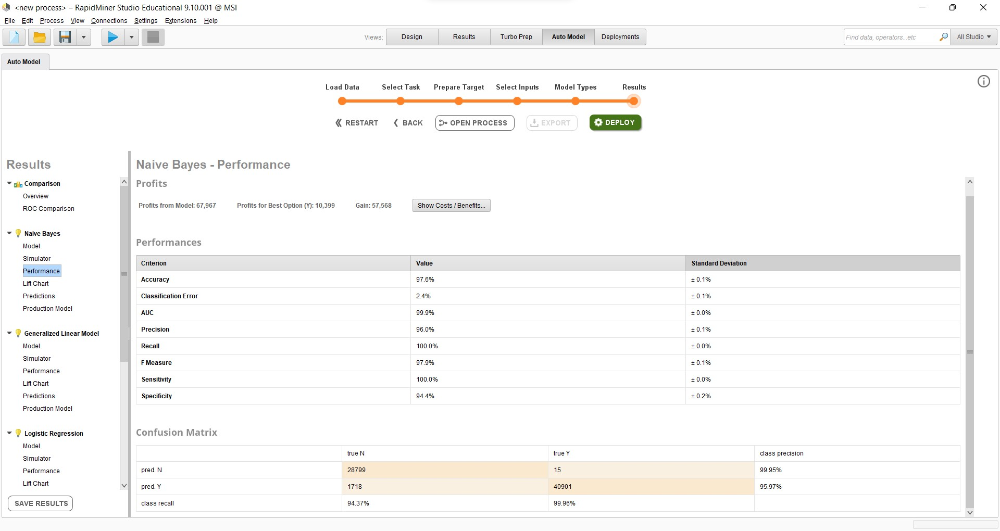 <new process> – RapidMiner Studio Educational 9.10.001 @ MSI
File Edit Process View Connections Settings Extensions Help
Views: Design Results Turbo Prep Auto Model Deployments
Find data, operators...etc All Studio
Auto Model
Load Data Select Task Prepare Target Select Inputs Model Types Results
RESTART BACK OPEN PROCESS EXPORT DEPLOY
Results
Comparison
Overview
ROC Comparison
Naive Bayes
Model
Simulator
Performance
Lift Chart
Predictions
Production Model
Generalized Linear Model
Model
Simulator
Performance
Lift Chart
Predictions
Production Model
Logistic Regression
Model
Simulator
Performance
Lift Chart
SAVE RESULTS
Naive Bayes - Performance
Profits
Profits from Model: 67,967 Profits for Best Option (Y): 10,399 Gain: 57,568 Show Costs / Benefits...
Performances
Criterion Value Standard Deviation
Accuracy 97.6% ± 0.1%
Classification Error 2.4% ± 0.1%
AUC 99.9% ± 0.0%
Precision 96.0% ± 0.1%
Recall 100.0% ± 0.0%
F Measure 97.9% ± 0.1%
Sensitivity 100.0% ± 0.0%
Specificity 94.4% ± 0.2%
Confusion Matrix
true N true Y class precision
pred. N 28799 15 99.95%
pred. Y 1718 40901 95.97%
class recall 94.37% 99.96%